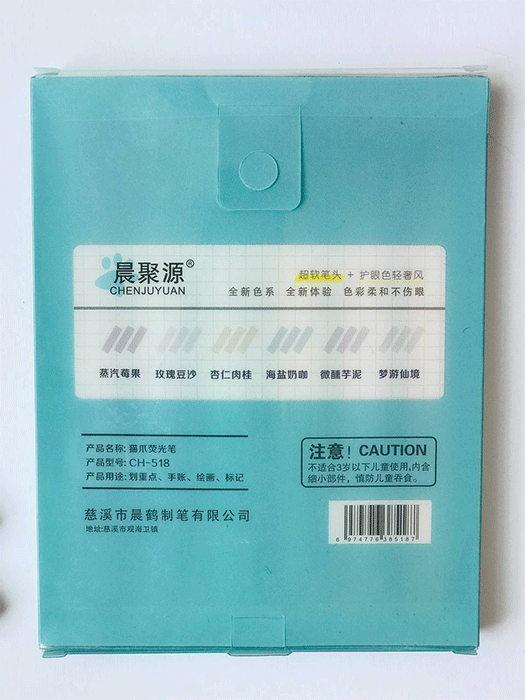 晨聚源®
CHENJUYUAN
超软笔头 + 护眼色轻奢风
全新色系 全新体验 色彩柔和不伤眼
蒸汽莓果 玫瑰豆沙 杏仁肉桂 海盐奶咖 微醺芋泥 梦游仙境
产品名称: 猫爪荧光笔
产品型号: CH-518
产品用途: 划重点、手账、绘画、标记
注意! CAUTION
不适合3岁以下儿童使用,内含
细小部件，慎防儿童吞食。
慈溪市晨鹤制笔有限公司
地址:慈溪市观海卫镇
6 974776 385187